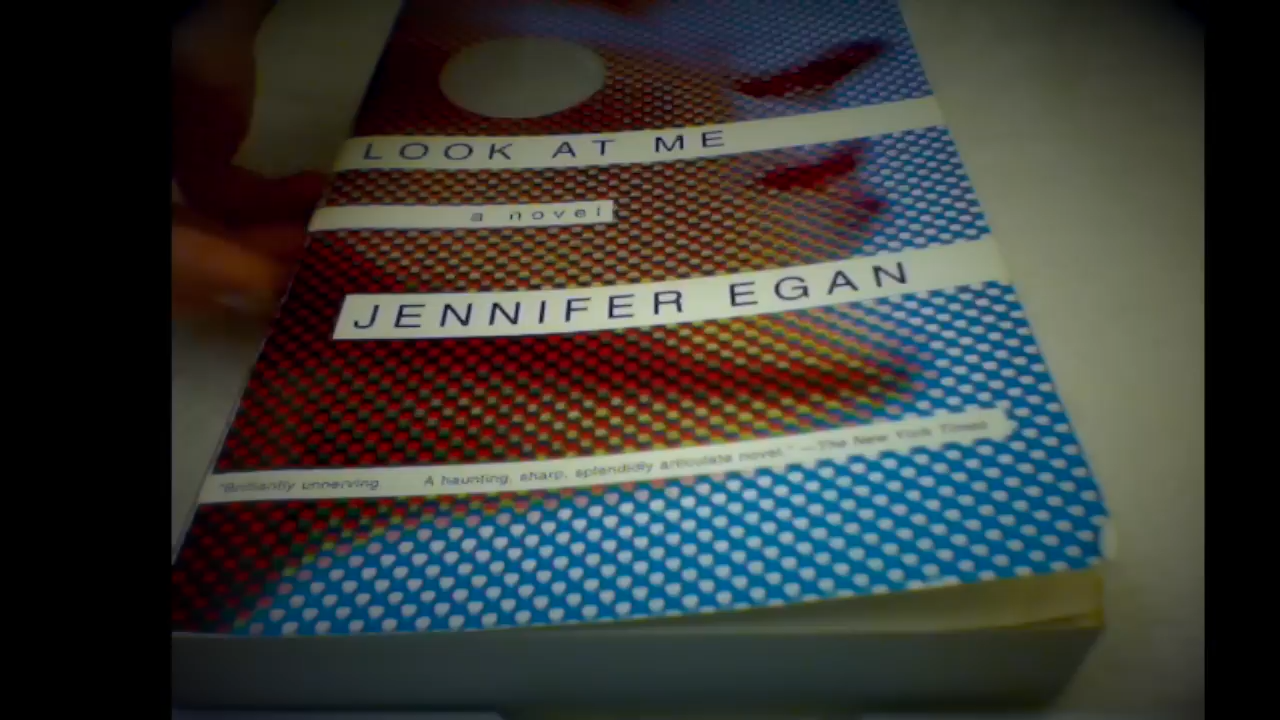 LOOK AT ME
a novel
JENNIFER EGAN
"Brilliantly unnerving. A haunting, sharp, splendidly articulate novel." —The New York Times